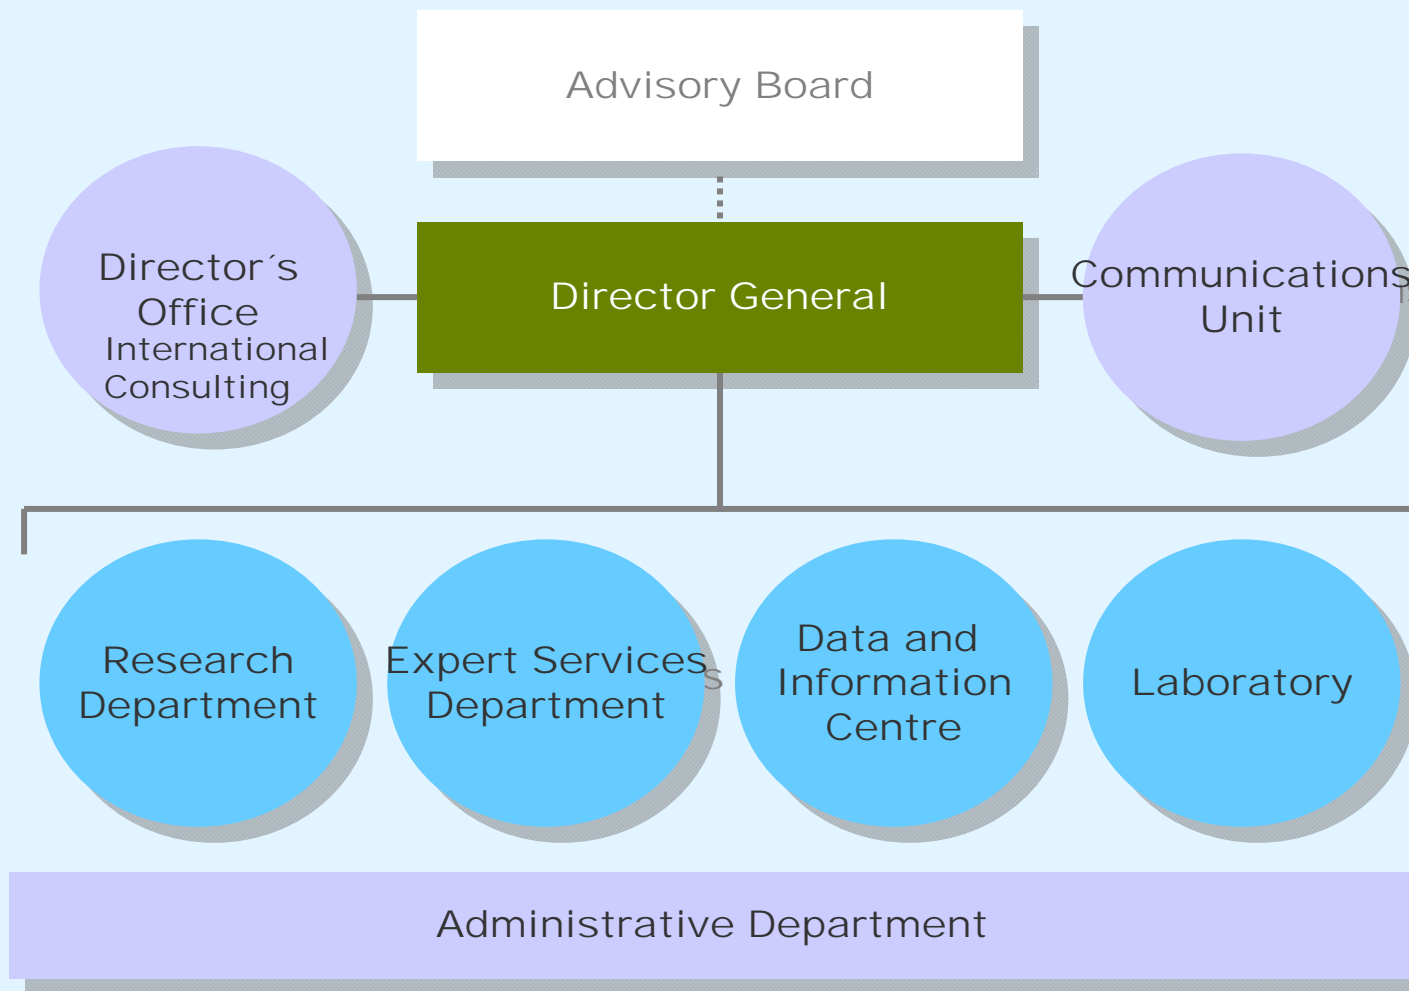 Advisory Board
Director´s
Office
International
Consulting
Director General
Communications
Unit
Research
Department
Expert Services
Department
Data and
Information
Centre
Laboratory
Administrative Department